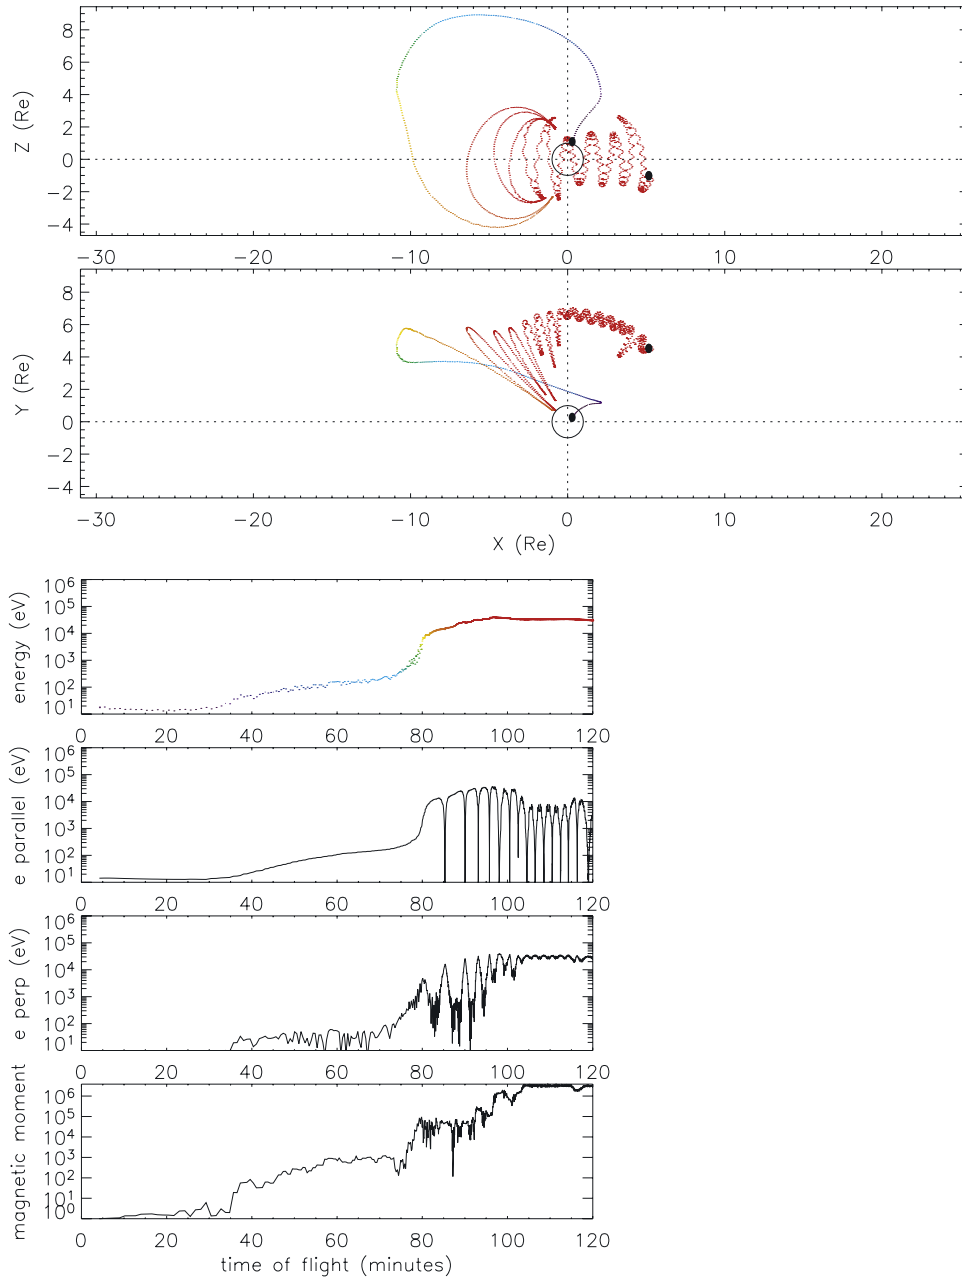 8
6
4
2
0
−2
−4
Z (Re)
−30 −20 −10 0 10 20
8
6
4
2
0
−2
−4
Y (Re)
−30 −20 −10 0 10 20
X (Re)
10^6
10^5
10^4
10^3
10^2
10^1
energy (eV)
0 20 40 60 80 100 120
10^6
10^5
10^4
10^3
10^2
10^1
e parallel (eV)
0 20 40 60 80 100 120
10^6
10^5
10^4
10^3
10^2
10^1
e perp (eV)
0 20 40 60 80 100 120
10^6
10^5
10^4
10^3
10^2
10^1
10^0
magnetic moment
0 20 40 60 80 100 120
time of flight (minutes)